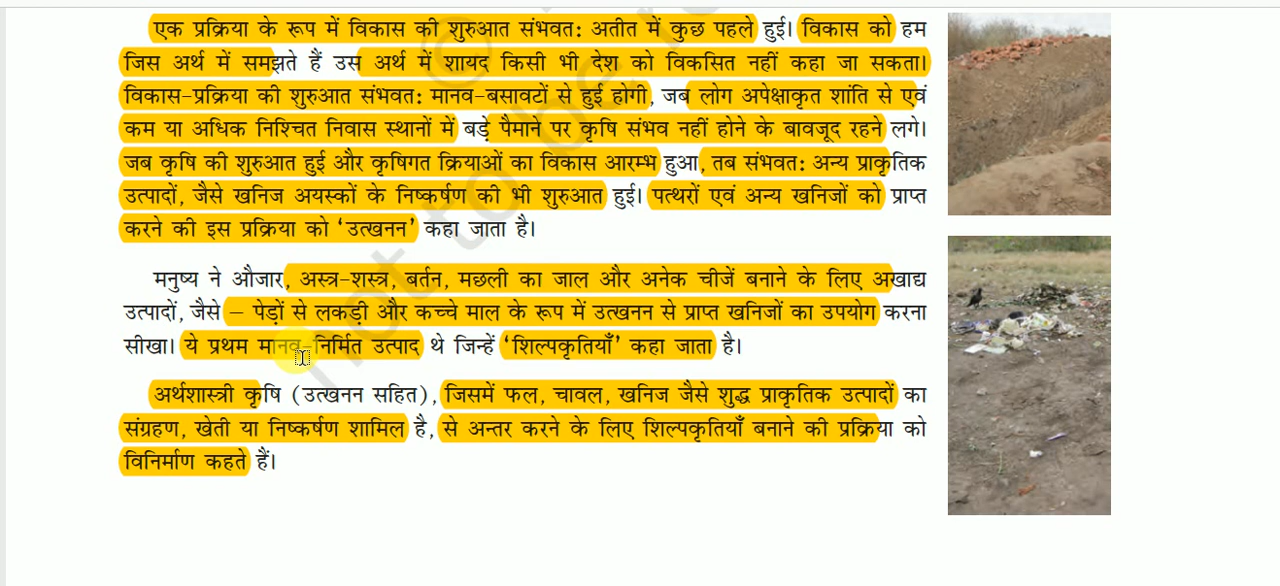 एक प्रक्रिया के रूप में विकास की शुरुआत संभवत: अतीत में कुछ पहले हुई। विकास को हम
जिस अर्थ में समझते हैं उस अर्थ में शायद किसी भी देश को विकसित नहीं कहा जा सकता।
विकास-प्रक्रिया की शुरुआत संभवत: मानव-बसावटों से हुई होगी, जब लोग अपेक्षाकृत शांति से एवं
कम या अधिक निश्चित निवास स्थानों में बड़े पैमाने पर कृषि संभव नहीं होने के बावजूद रहने लगे।
जब कृषि की शुरुआत हुई और कृषिगत क्रियाओं का विकास आरम्भ हुआ, तब संभवत: अन्य प्राकृतिक
उत्पादों, जैसे खनिज अयस्कों के निष्कर्षण की भी शुरुआत हुई। पत्थरों एवं अन्य खनिजों को प्राप्त
करने की इस प्रक्रिया को ‘उत्खनन’ कहा जाता है।
मनुष्य ने औजार, अस्त्र-शस्त्र, बर्तन, मछली का जाल और अनेक चीजें बनाने के लिए अखाद्य
उत्पादों, जैसे – पेड़ों से लकड़ी और कच्चे माल के रूप में उत्खनन से प्राप्त खनिजों का उपयोग करना
सीखा। ये प्रथम मानव-निर्मित उत्पाद थे जिन्हें ‘शिल्पकृतियाँ’ कहा जाता है।
अर्थशास्त्री कृषि (उत्खनन सहित), जिसमें फल, चावल, खनिज जैसे शुद्ध प्राकृतिक उत्पादों का
संग्रहण, खेती या निष्कर्षण शामिल है, से अन्तर करने के लिए शिल्पकृतियाँ बनाने की प्रक्रिया को
विनिर्माण कहते हैं।
not to be r